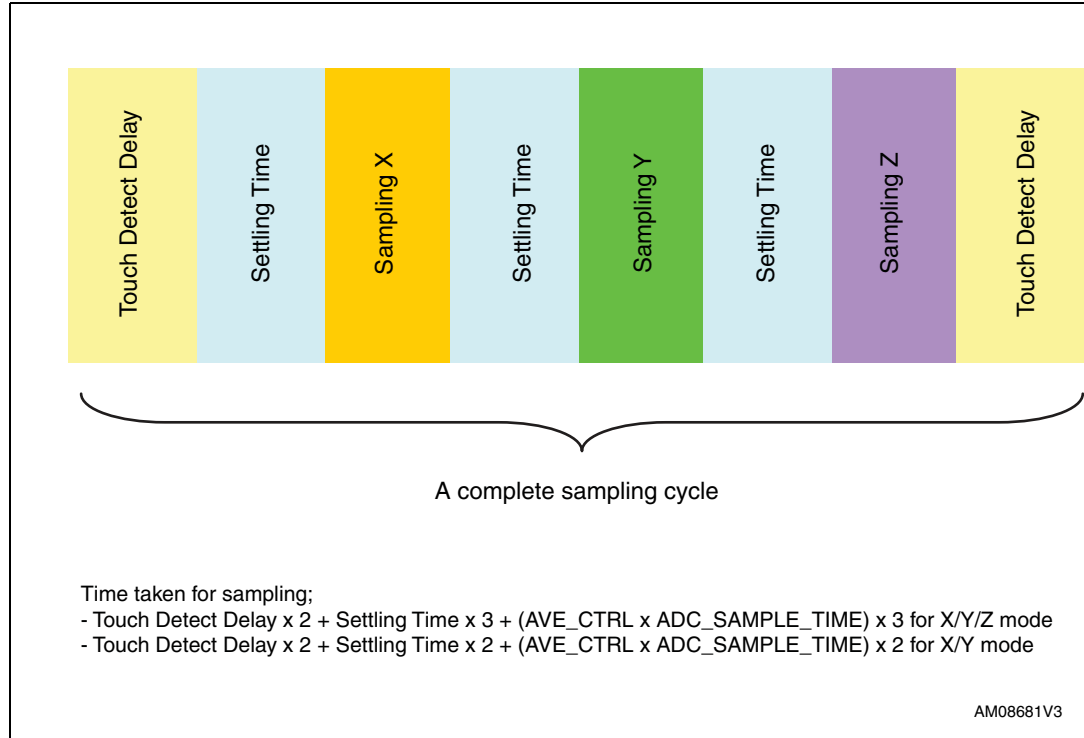 Touch Detect Delay
Settling Time
Sampling X
Settling Time
Sampling Y
Settling Time
Sampling Z
Touch Detect Delay
A complete sampling cycle
Time taken for sampling;
- Touch Detect Delay x 2 + Settling Time x 3 + (AVE_CTRL x ADC_SAMPLE_TIME) x 3 for X/Y/Z mode
- Touch Detect Delay x 2 + Settling Time x 2 + (AVE_CTRL x ADC_SAMPLE_TIME) x 2 for X/Y mode
AM08681V3